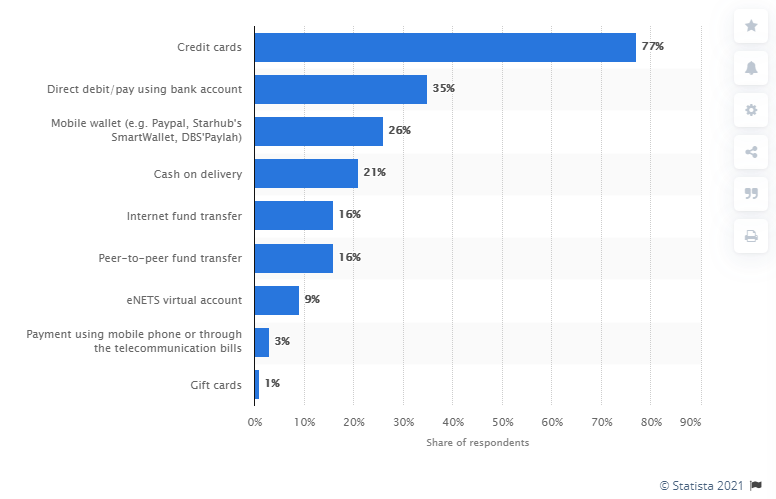 Credit cards
77%
Direct debit/pay using bank account
35%
Mobile wallet (e.g. Paypal, Starhub's
SmartWallet, DBS'Paylah)
26%
Cash on delivery
21%
Internet fund transfer
16%
Peer-to-peer fund transfer
16%
eNETS virtual account
9%
Payment using mobile phone or through
the telecommunication bills
3%
Gift cards
1%
0% 10% 20% 30% 40% 50% 60% 70% 80% 90%
Share of respondents
© Statista 2021